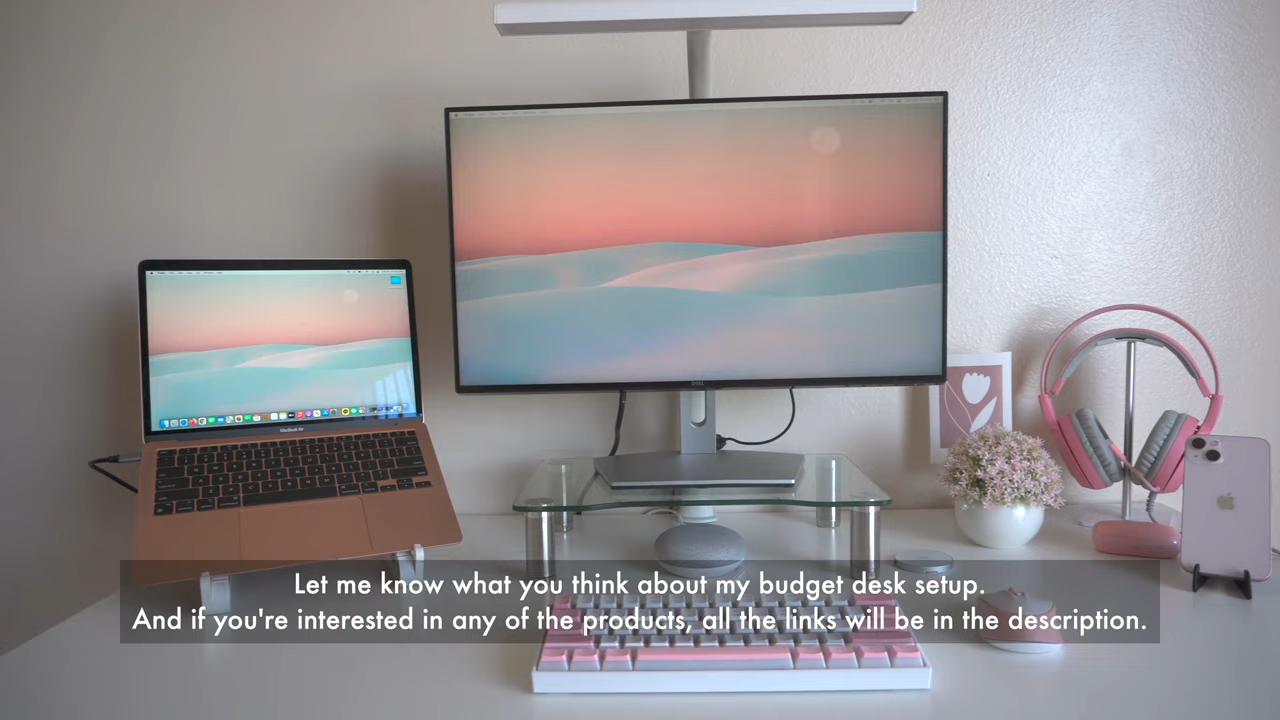 DELL
MacBook Air
Let me know what you think about my budget desk setup.
And if you're interested in any of the products, all the links will be in the description.